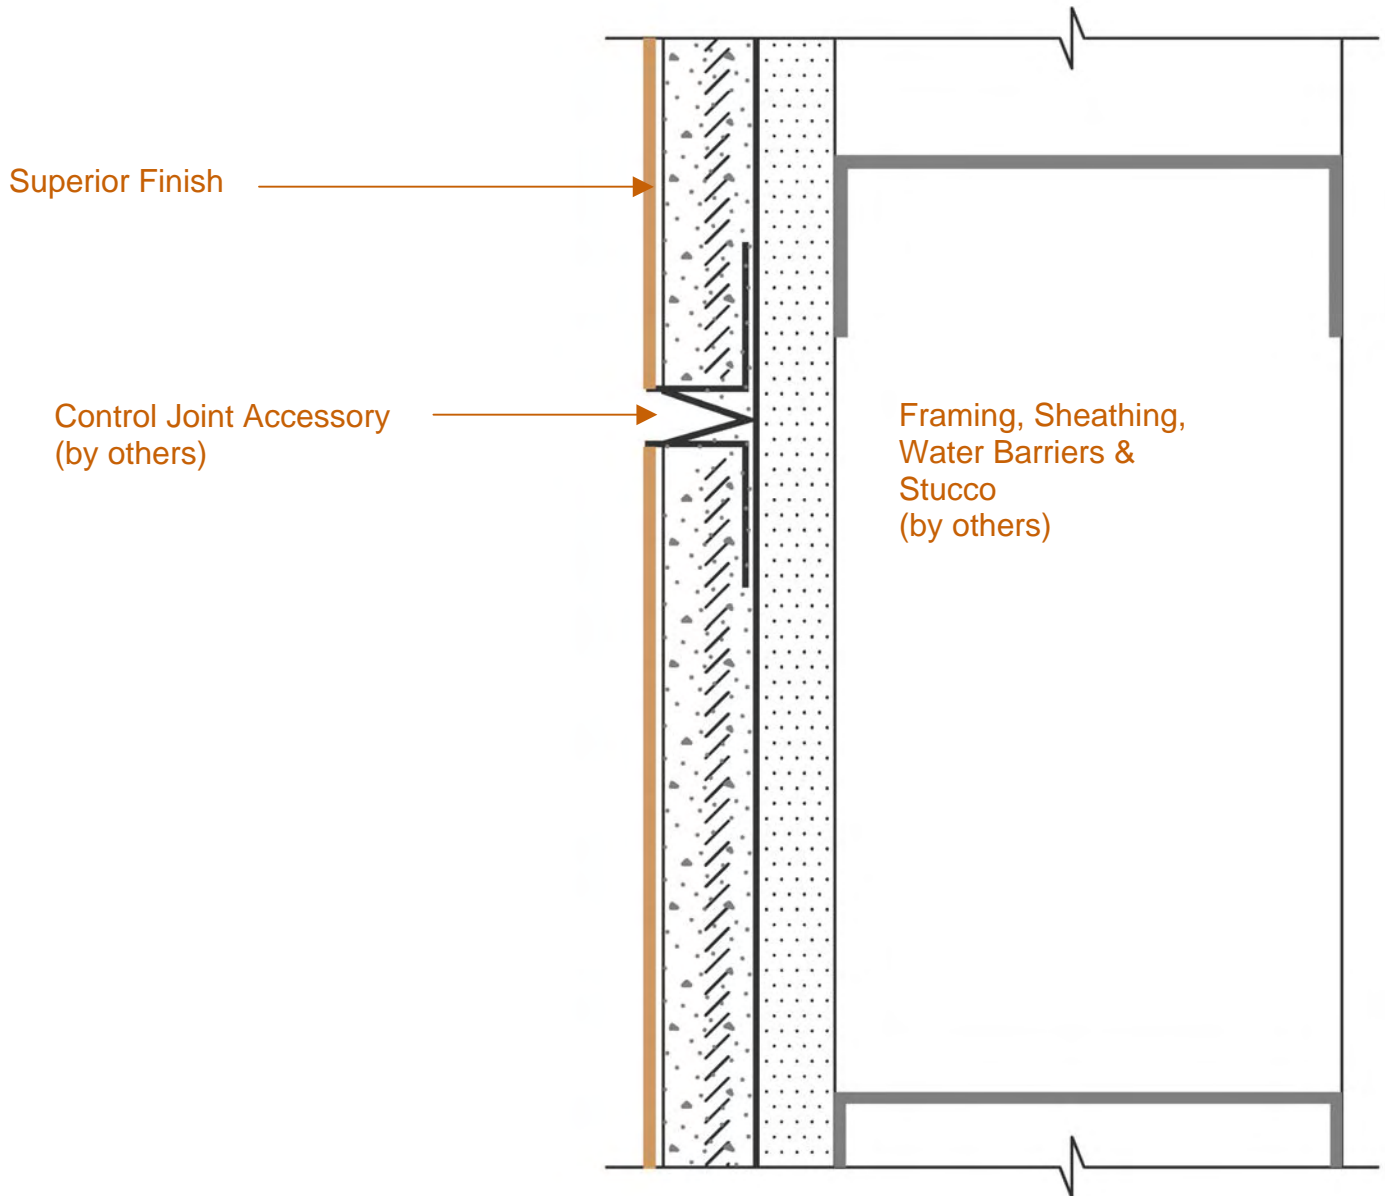 Superior Finish
Control Joint Accessory
(by others)
Framing, Sheathing,
Water Barriers &
Stucco
(by others)